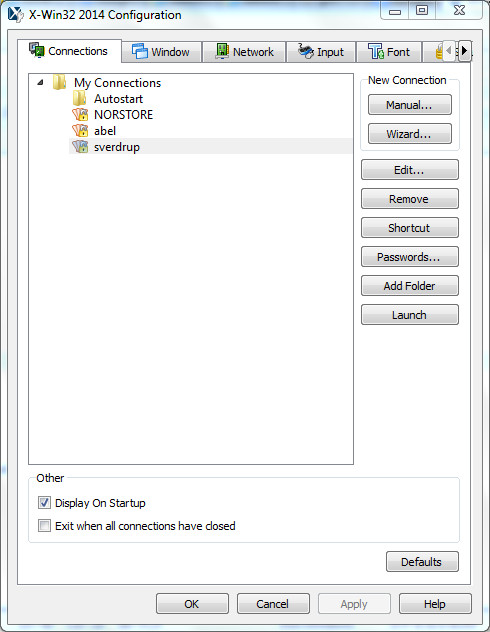 X-Win32 2014 Configuration
Connections
Window
Network
Input
Font
My Connections
Autostart
NORSTORE
abel
sverdrup
New Connection
Manual...
Wizard...
Edit...
Remove
Shortcut
Passwords...
Add Folder
Launch
Other
Display On Startup
Exit when all connections have closed
Defaults
OK
Cancel
Apply
Help